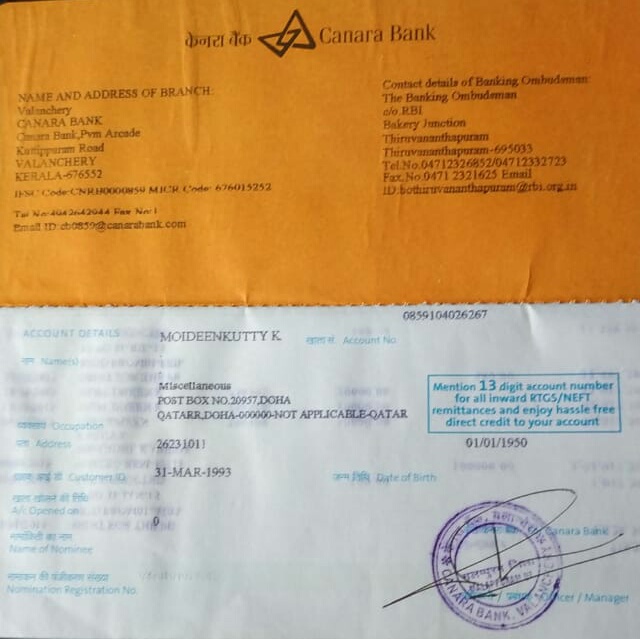 केनरा बैंक Canara Bank
NAME AND ADDRESS OF BRANCH:
Valanchery
CANARA BANK
Canara Bank,Pvm Arcade
Kuttippuram Road
VALANCHERY
KERALA-676552
IFSC Code:CNRB0000859 MICR Code: 676015252
Tel No:4942642944 Fax No:1
Email ID:cb0859@canarabank.com
Contact details of Banking Ombudsman:
The Banking Ombudsman
c/o.RBI
Bakery Junction
Thiruvananthapuram
Thiruvananthapuram-695033
Tel.No.04712326852/04712332723
Fax.No.0471 2321625 Email
ID:bothiruvananthapuram@rbi.org.in
0859104026267
ACCOUNT DETAILS MOIDEENKUTTY K खाता सं. Account No
नाम Name(s)
Miscellaneous
POST BOX NO.20957,DOHA
QATARR,DOHA-000000-NOT APPLICABLE-QATAR
Mention 13 digit account number
for all inward RTGS/NEFT
remittances and enjoy hassle free
direct credit to your account
व्यवसाय Occupation
पता Address 26231011 01/01/1950
Customer ID 31-MAR-1993 जन्म तिथि Date of Birth
खाता खोलने की तिथि
A/c Opened on 0
नामिती का नाम
Name of Nominee
Canara Bank
नामांकन की पंजीकरण संख्या
Nomination Registration No.
Officer / Manager
CANARA BANK,